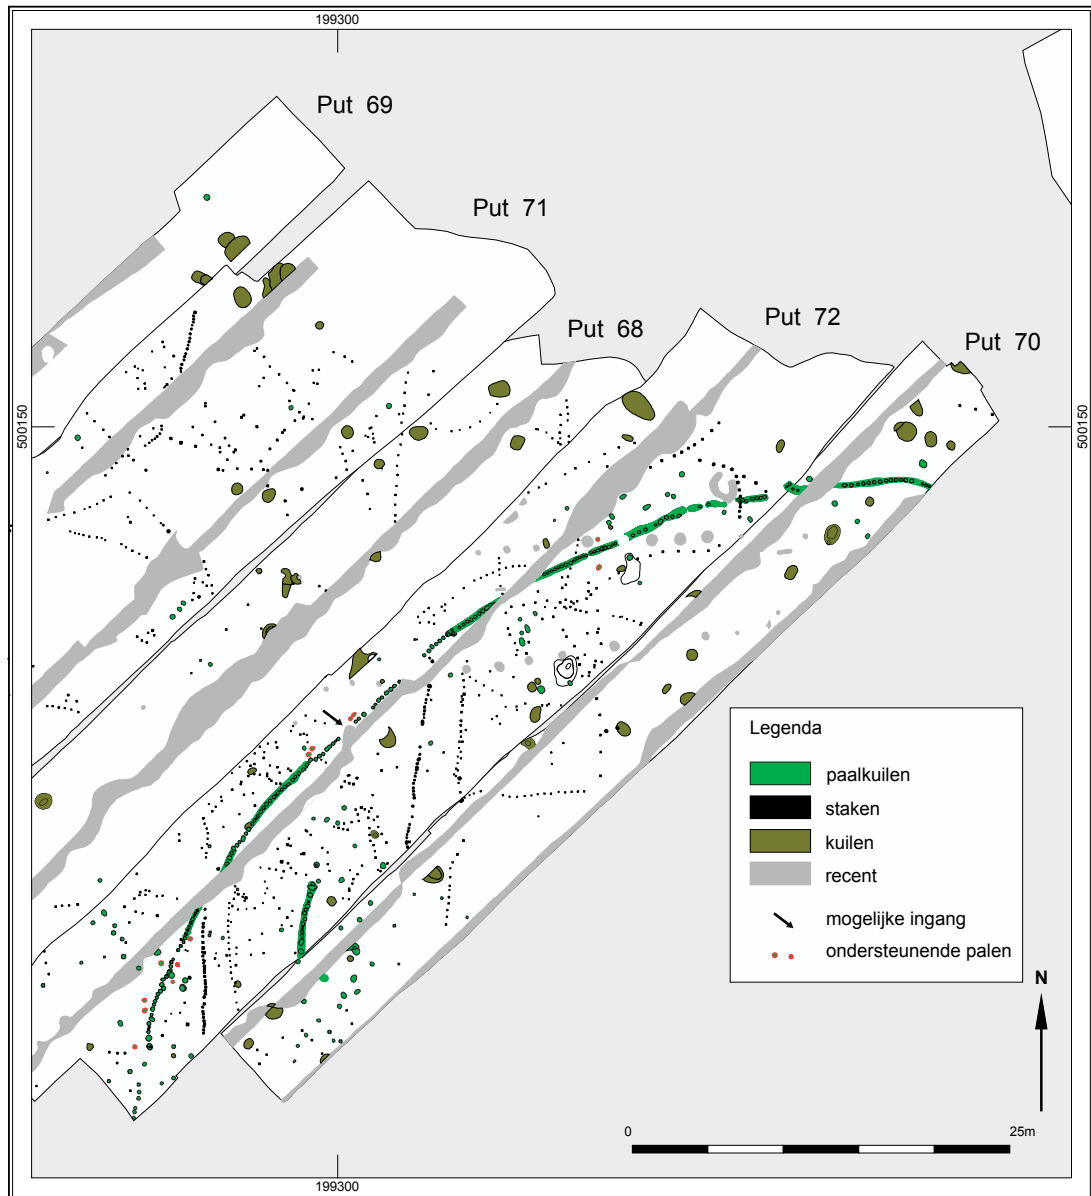 199300
Put 69
Put 71
Put 68
Put 72
Put 70
500150
500150
Legenda
paalkuilen
staken
kuilen
recent
mogelijke ingang
ondersteunende palen
N
0
25m
199300